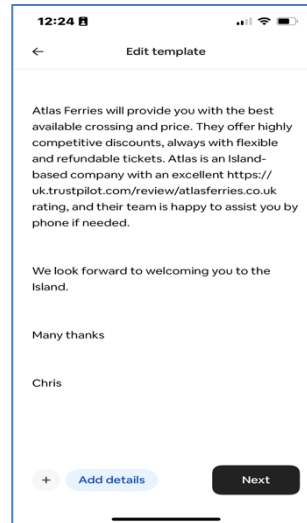 12:24
Edit template
Atlas Ferries will provide you with the best
available crossing and price. They offer highly
competitive discounts, always with flexible
and refundable tickets. Atlas is an Island-
based company with an excellent https://
uk.trustpilot.com/review/atlasferries.co.uk
rating, and their team is happy to assist you by
phone if needed.
We look forward to welcoming you to the
Island.
Many thanks
Chris
+ Add details
Next